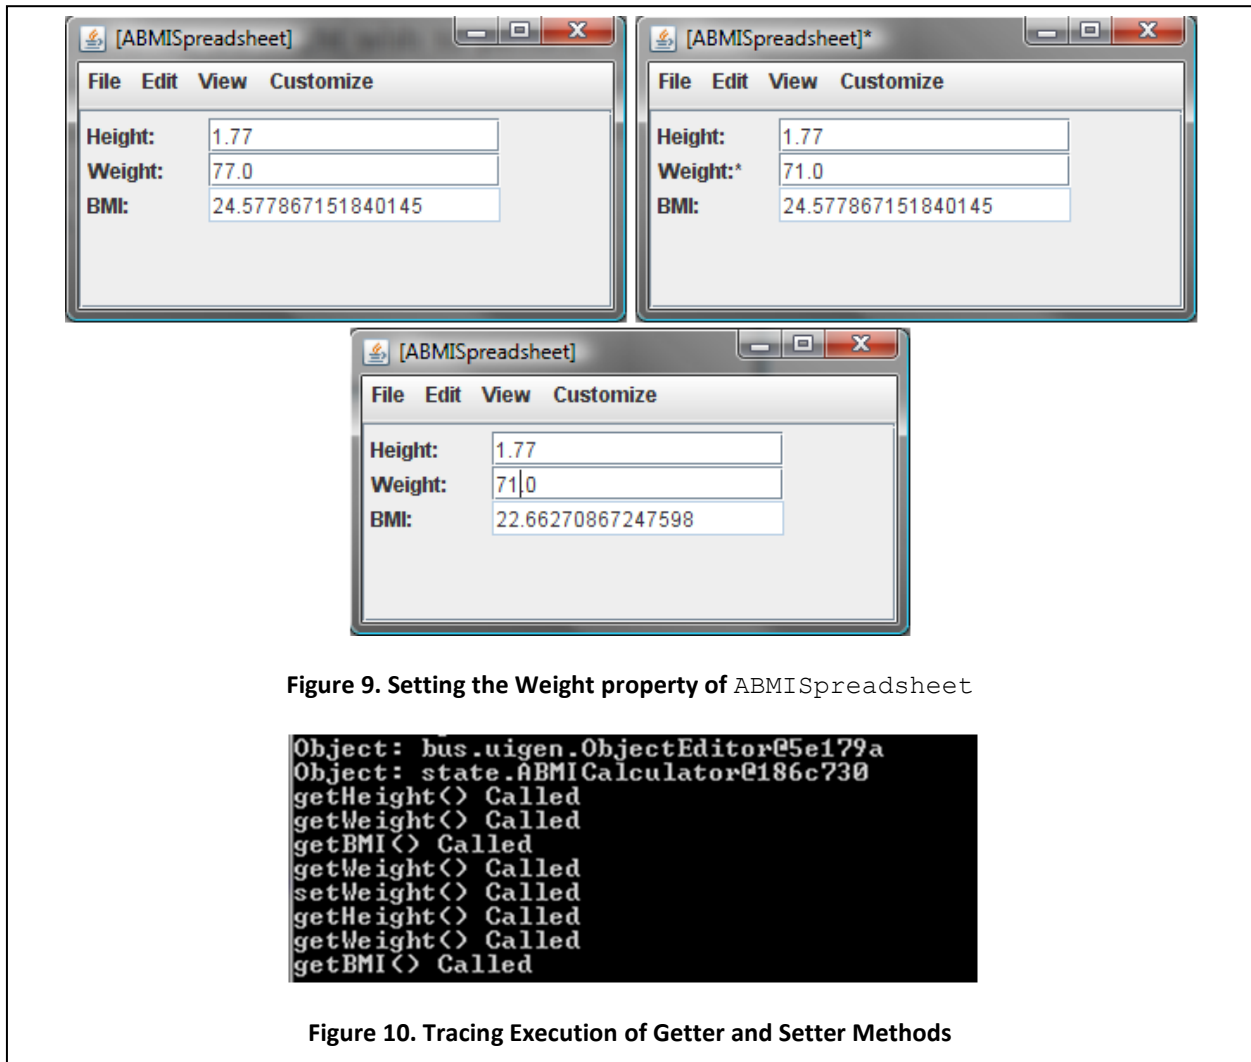 [ABMISpreadsheet]
File Edit View Customize
Height: 1.77
Weight: 77.0
BMI: 24.577867151840145
[ABMISpreadsheet]*
File Edit View Customize
Height: 1.77
Weight:* 71.0
BMI: 24.577867151840145
[ABMISpreadsheet]
File Edit View Customize
Height: 1.77
Weight: 71.0
BMI: 22.66270867247598
Figure 9. Setting the Weight property of ABMISpreadsheet
Object: bus.uigen.ObjectEditor@5e179a
Object: state.ABMICalculator@186c730
getHeight() Called
getWeight() Called
getBMI() Called
getWeight() Called
setWeight() Called
getHeight() Called
getWeight() Called
getBMI() Called
Figure 10. Tracing Execution of Getter and Setter Methods